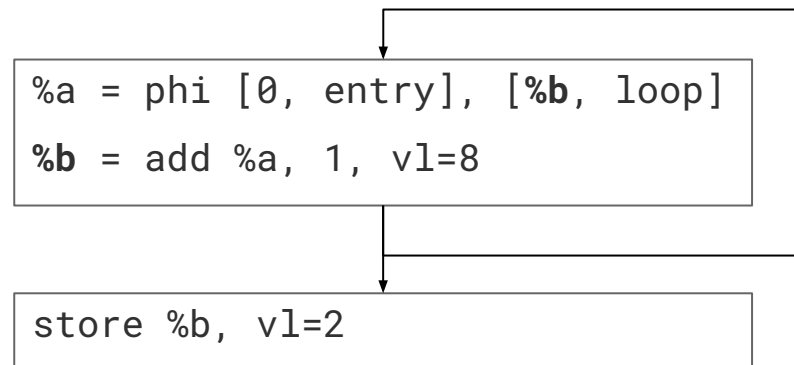 %a = phi [0, entry], [%b, loop]
%b = add %a, 1, vl=8
store %b, vl=2